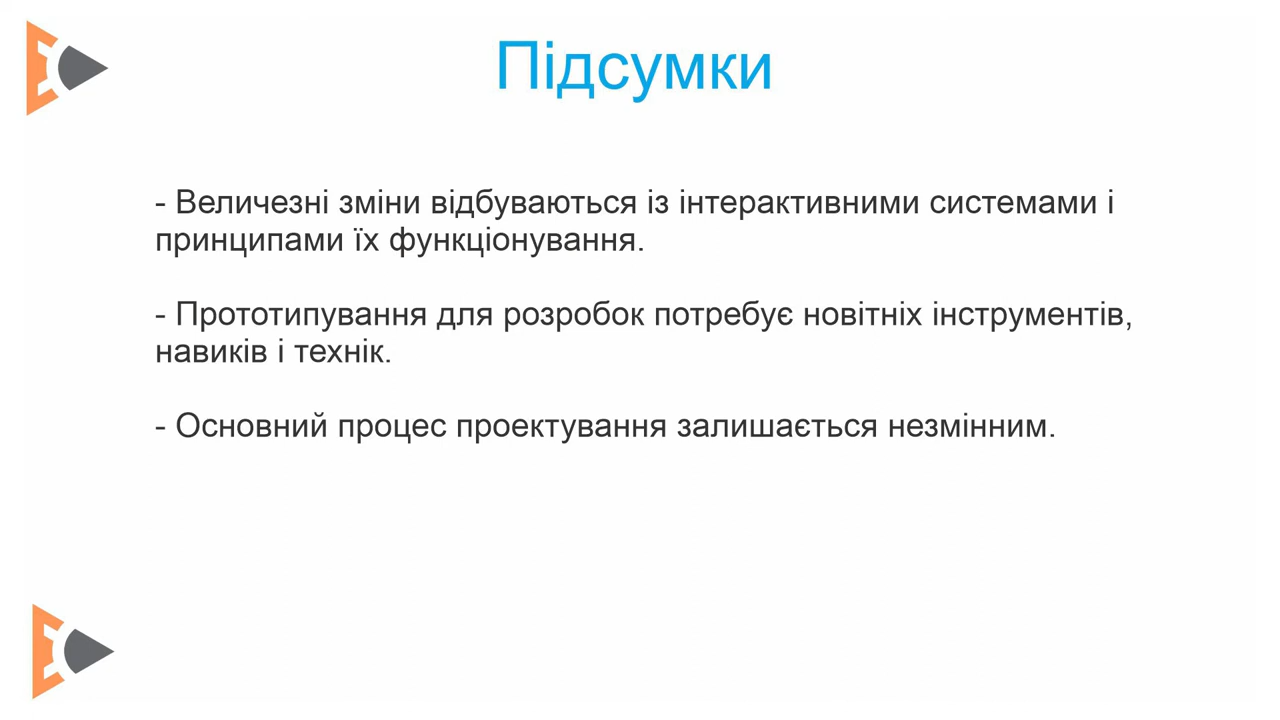 Підсумки
- Величезні зміни відбуваються із інтерактивними системами і
принципами їх функціонування.
- Прототипування для розробок потребує новітніх інструментів,
навиків і технік.
- Основний процес проектування залишається незмінним.